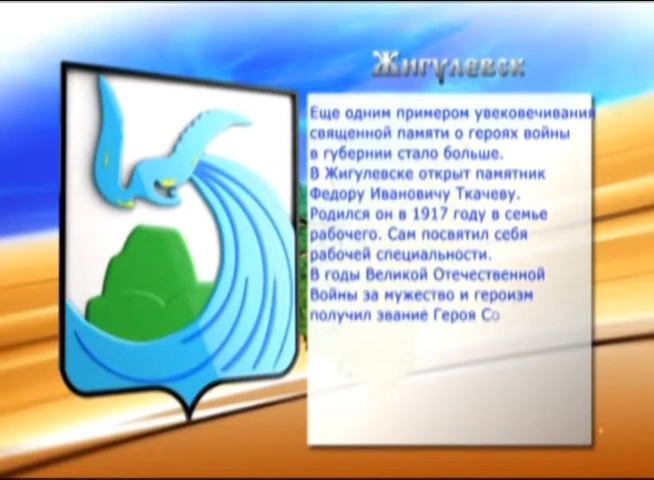 Жигулевск
Еще одним примером увековечивания
священной памяти о героях войны
в губернии стало больше.
В Жигулевске открыт памятник
Федору Ивановичу Ткачеву.
Родился он в 1917 году в семье
рабочего. Сам посвятил себя
рабочей специальности.
В годы Великой Отечественной
Войны за мужество и героизм
получил звание Героя Со